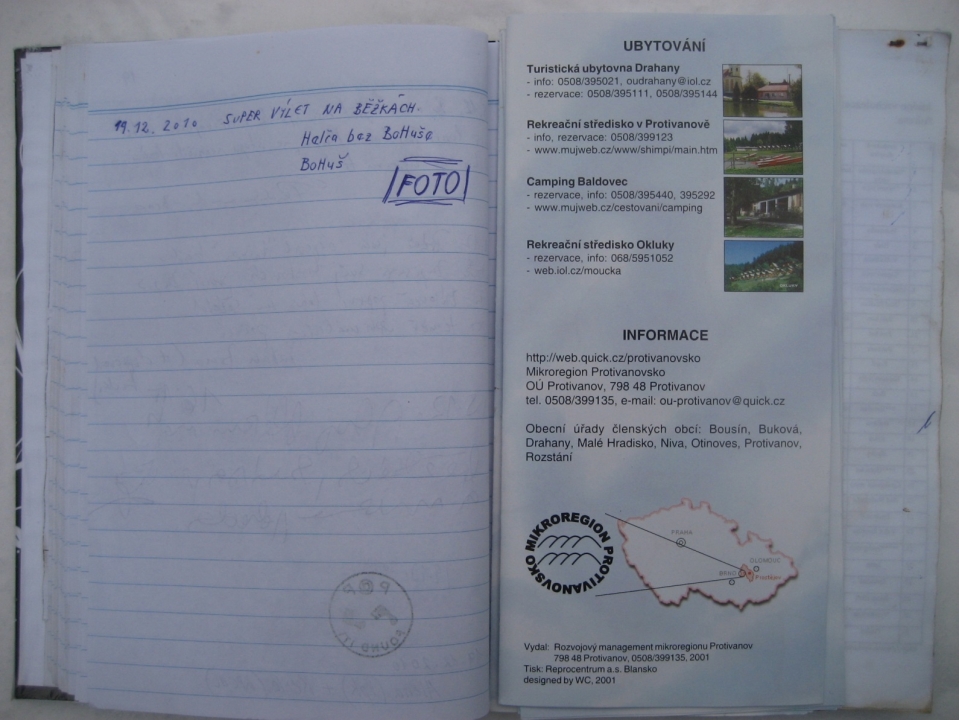 19.12.2010 SUPER VÍLET NA BĚŽKÁCH.
Halfa bez Bohuše
BOHUŠ
FOTO
UBYTOVÁNÍ
Turistická ubytovna Drahany
- info: 0508/395021, oudrahany@iol.cz
- rezervace: 0508/395111, 0508/395144
Rekreační středisko v Protivanově
- info, rezervace: 0508/399123
- www.mujweb.cz/www/shimpi/main.htm
Camping Baldovec
- rezervace, info: 0508/395440, 395292
- www.mujweb.cz/cestovani/camping
Rekreační středisko Okluky
- rezervace, info: 068/5951052
- web.iol.cz/moucka
INFORMACE
http://web.quick.cz/protivanovsko
Mikroregion Protivanovsko
OÚ Protivanov, 798 48 Protivanov
tel. 0508/399135, e-mail: ou-protivanov@quick.cz
Obecní úřady členských obcí: Bousín, Buková,
Drahany, Malé Hradisko, Niva, Otinoves, Protivanov,
Rozstání
MIKROREGION PROTIVANOVSKO
PRAHA
OLOMOUC
BRNO
Prostějov
Vydal: Rozvojový management mikroregionu Protivanov
798 48 Protivanov, 0508/399135, 2001
Tisk: Reprocentrum a.s. Blansko
designed by WC, 2001